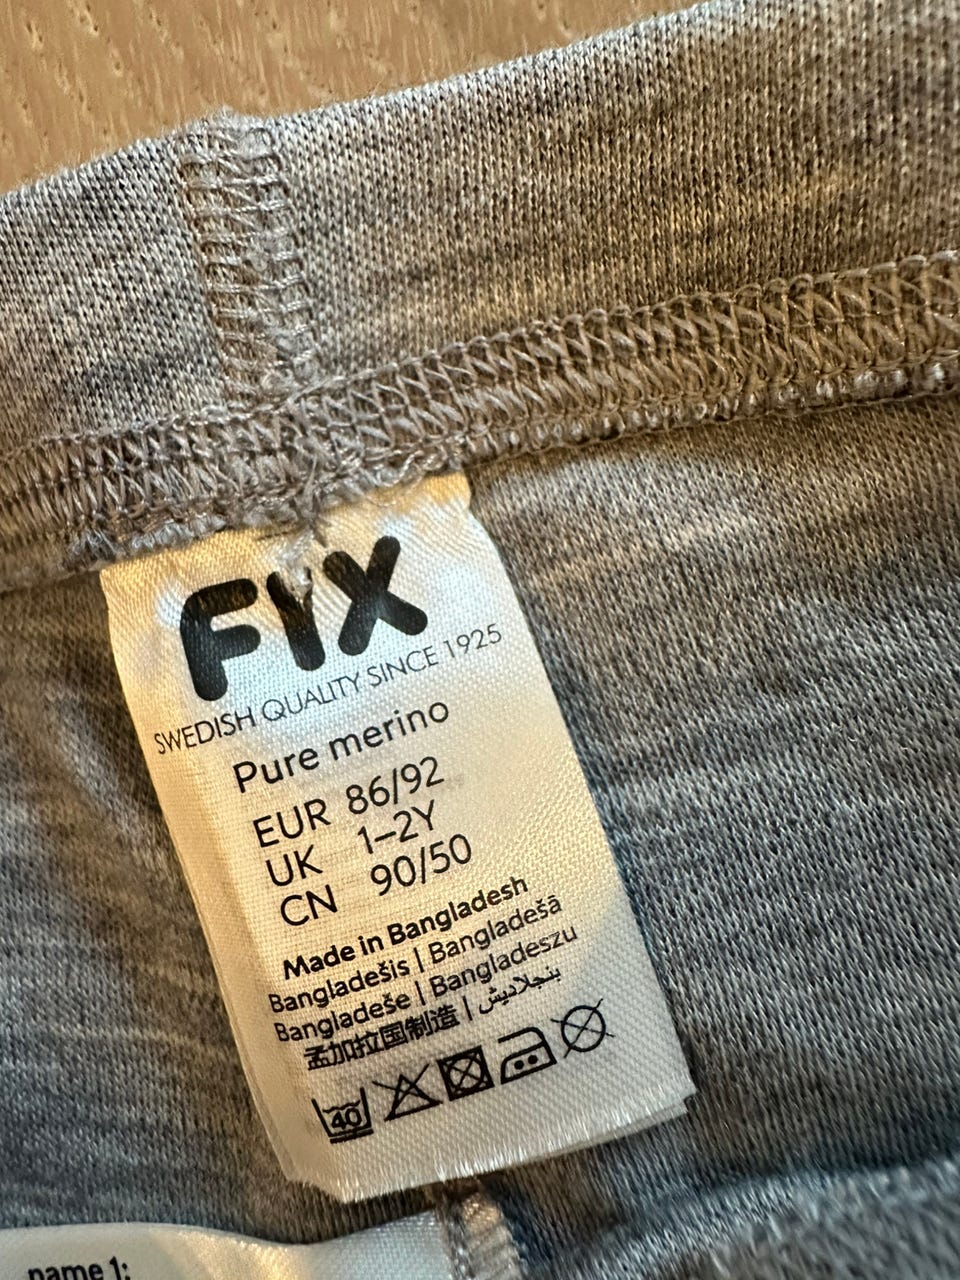 FIX
SWEDISH QUALITY SINCE 1925
Pure merino
EUR 86/92
UK 1–2Y
CN 90/50
Made in Bangladesh
Bangladešis | Bangladešā
Bangladeše | Bangladeszu
孟加拉国制造 | بنجلاديش
40
name 1: